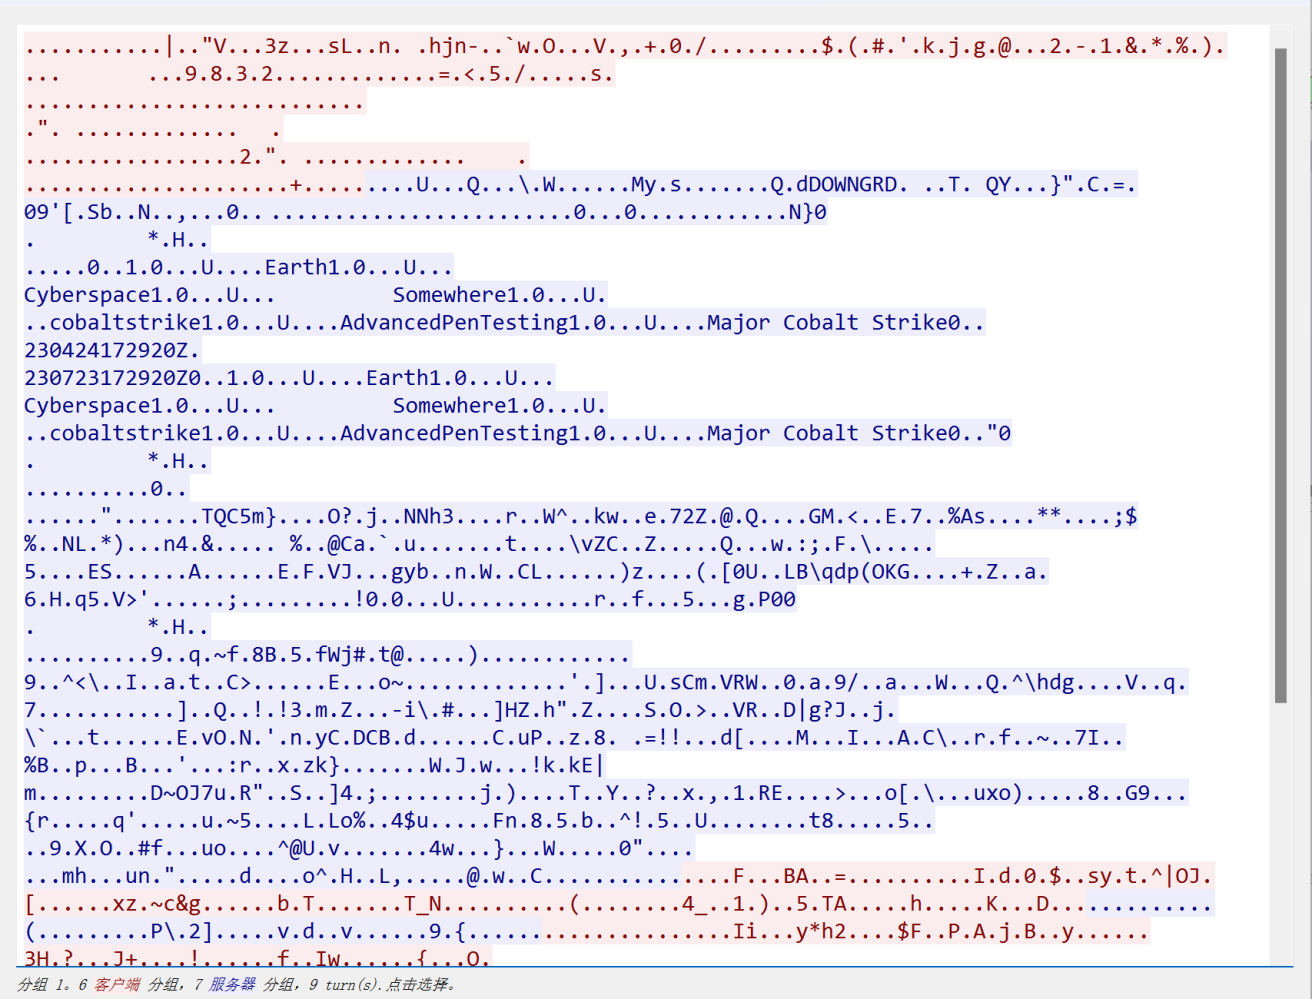 ...........|.."V...3z...sL..n. .hjn-..`w.O...V.,.+.0./.........$.(.#.'.k.j.g.@...2.-.1.&.*.%.).
... ...9.8.3.2.............=.<.5./.....s.
...........................
.". ............. .
.................2.". ............. .
.....................+.........U...Q...\.W......My.s.......Q.dDOWNGRD. ..T. QY...}".C.=.
09'[.Sb..N..,...0.. ........................0...0............N}0
. *.H..
.....0..1.0...U....Earth1.0...U...
Cyberspace1.0...U... Somewhere1.0...U.
..cobaltstrike1.0...U....AdvancedPenTesting1.0...U....Major Cobalt Strike0..
230424172920Z.
230723172920Z0..1.0...U....Earth1.0...U...
Cyberspace1.0...U... Somewhere1.0...U.
..cobaltstrike1.0...U....AdvancedPenTesting1.0...U....Major Cobalt Strike0.."0
. *.H..
..........0..
......".......TQC5m}....O?.j..NNh3....r..W^..kw..e.72Z.@.Q....GM.<..E.7..%As....**....;$
%..NL.*)...n4.&..... %..@Ca.`.u.......t....\vZC..Z.....Q...w.:;.F.\.....
5....ES......A......E.F.VJ...gyb..n.W..CL......)z....(.[0U..LB\qdp(OKG....+.Z..a.
6.H.q5.V>'......;.........!0.0...U...........r..f...5...g.P00
. *.H..
..........9..q.~f.8B.5.fWj#.t@.....)............
9..^<\..I..a.t..C>......E...o~.............'.]...U.sCm.VRW..0.a.9/..a...W...Q.^\hdg....V..q.
7...........]..Q..!.!3.m.Z...-i\.#...]HZ.h".Z....S.O.>..VR..D|g?J..j.
\`...t......E.vO.N.'.n.yC.DCB.d......C.uP..z.8. .=!!...d[....M...I...A.C\..r.f..~..7I..
%B..p...B...'...:r..x.zk}.......W.J.w...!k.kE|
m.........D~OJ7u.R"..S..]4.;........j.)....T..Y..?..x.,.1.RE....>...o[.\...uxo).....8..G9...
{r.....q'.....u.~5....L.Lo%..4$u.....Fn.8.5.b..^!.5..U........t8.....5..
..9.X.O..#f...uo....^@U.v.......4w...}...W.....0"....
...mh...un.".....d....o^.H..L,.....@.w..C...............F...BA..=..........I.d.0.$..sy.t.^|OJ.
[......xz.~c&g......b.T.......T_N..........(........4_..1.)..5.TA.....h.....K...D.............
(.........P\.2].....v.d..v......9.{......................Ii...y*h2....$F..P.A.j.B..y......
3H.?...J+....!......f..Iw......{...O.
分组 1。6 客户端 分组，7 服务器 分组，9 turn(s).点击选择。